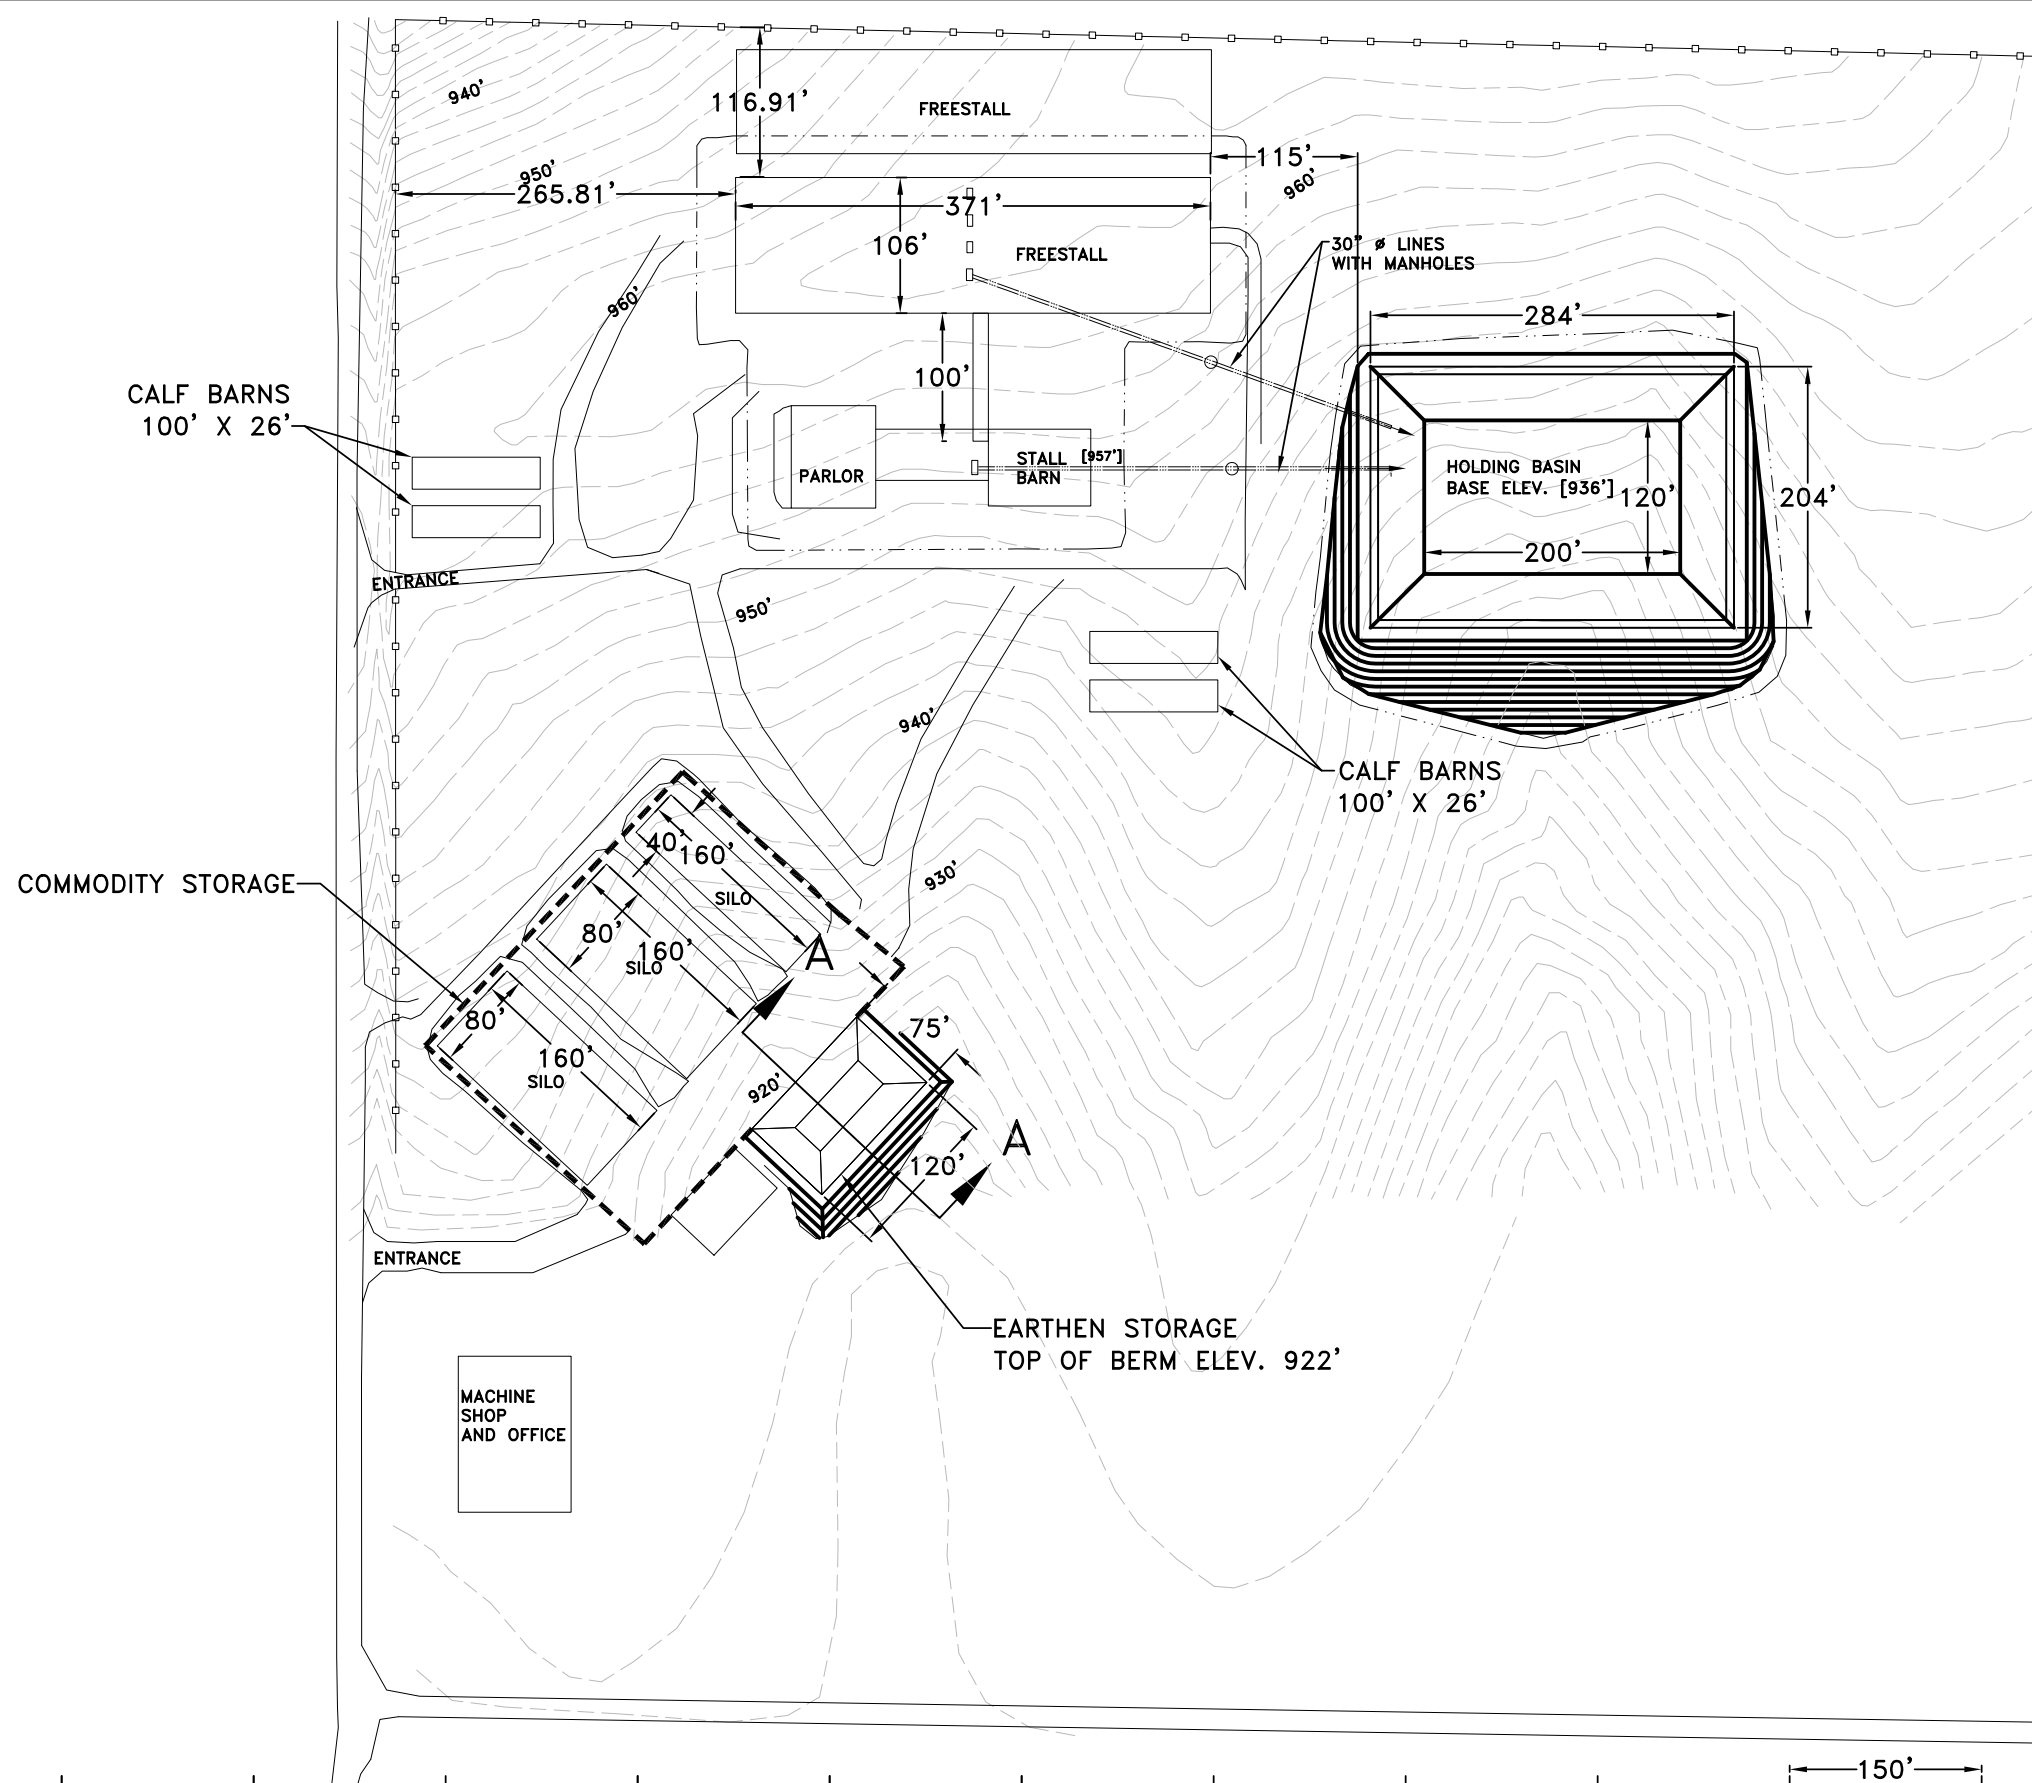 940'
116.91'
FREESTALL
950'
265.81'
115'
960'
371'
106'
FREESTALL
30" ø LINES
WITH MANHOLES
960'
284'
100'
CALF BARNS
100' X 26'
PARLOR
STALL [957']
BARN
HOLDING BASIN
BASE ELEV. [936']
120'
204'
200'
ENTRANCE
950'
940'
CALF BARNS
100' X 26'
40'
160'
COMMODITY STORAGE
930'
SILO
80'
160'
SILO
A
80'
160'
SILO
75'
920'
A
120'
ENTRANCE
EARTHEN STORAGE
TOP OF BERM ELEV. 922'
MACHINE
SHOP
AND OFFICE
150'